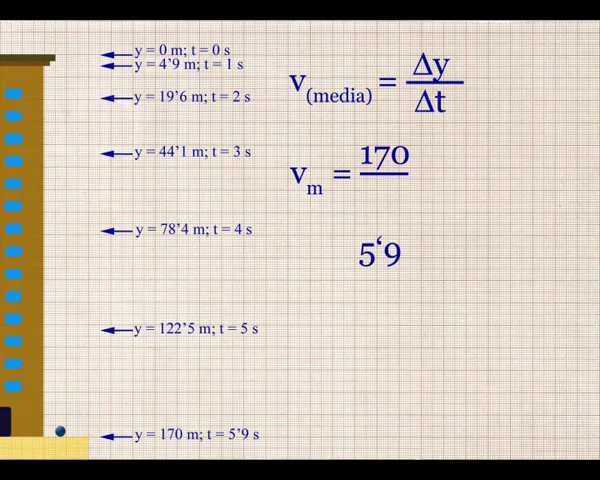 y = 0 m; t = 0 s
y = 4'9 m; t = 1 s
y = 19'6 m; t = 2 s
y = 44'1 m; t = 3 s
y = 78'4 m; t = 4 s
y = 122'5 m; t = 5 s
y = 170 m; t = 5'9 s
v(media) = Δy
Δt
vm = 170
5‘9